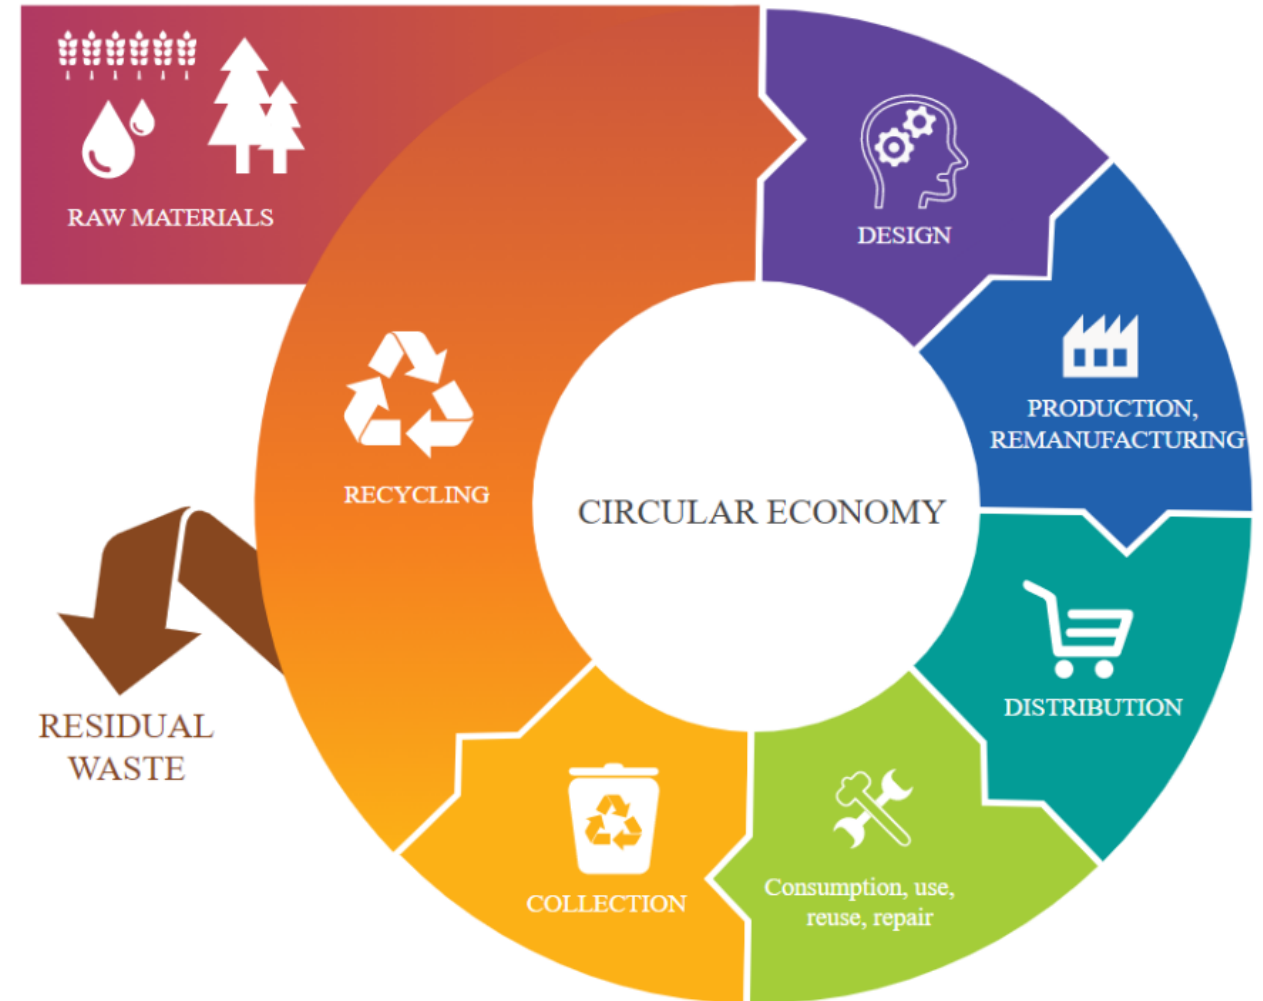 RAW MATERIALS
DESIGN
PRODUCTION,
REMANUFACTURING
RECYCLING
CIRCULAR ECONOMY
DISTRIBUTION
RESIDUAL
WASTE
Consumption, use,
reuse, repair
COLLECTION